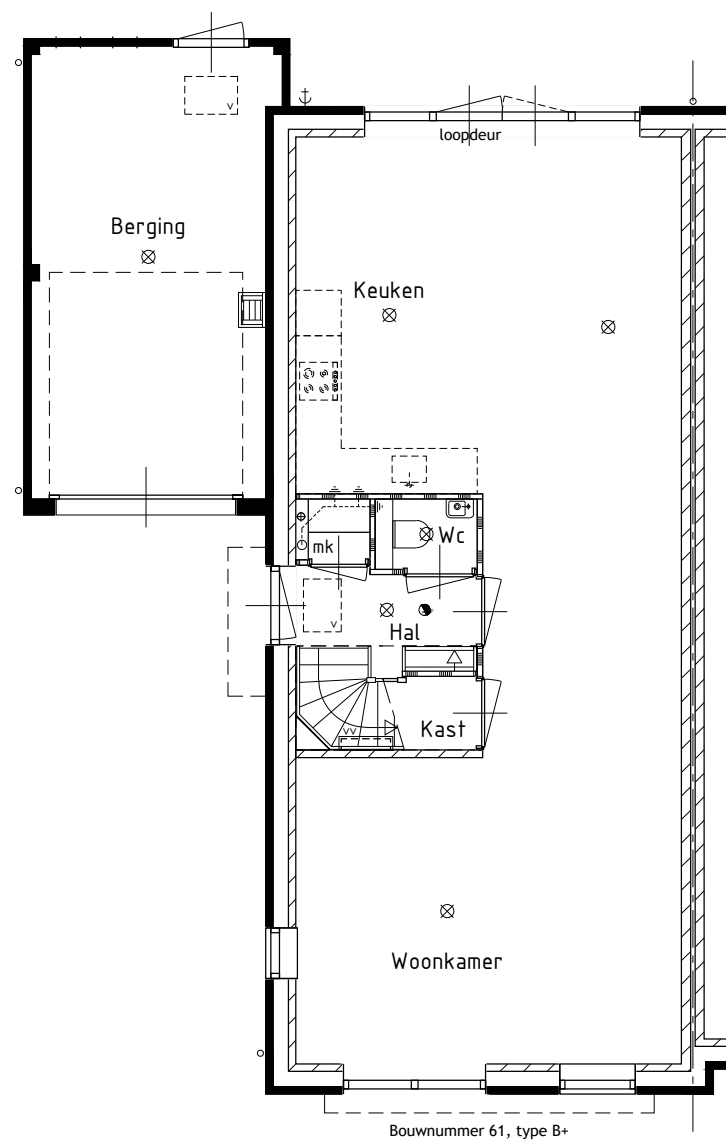 loopdeur
Berging
Keuken
mk
Wc
Hal
Kast
Woonkamer
Bouwnummer 61, type B+